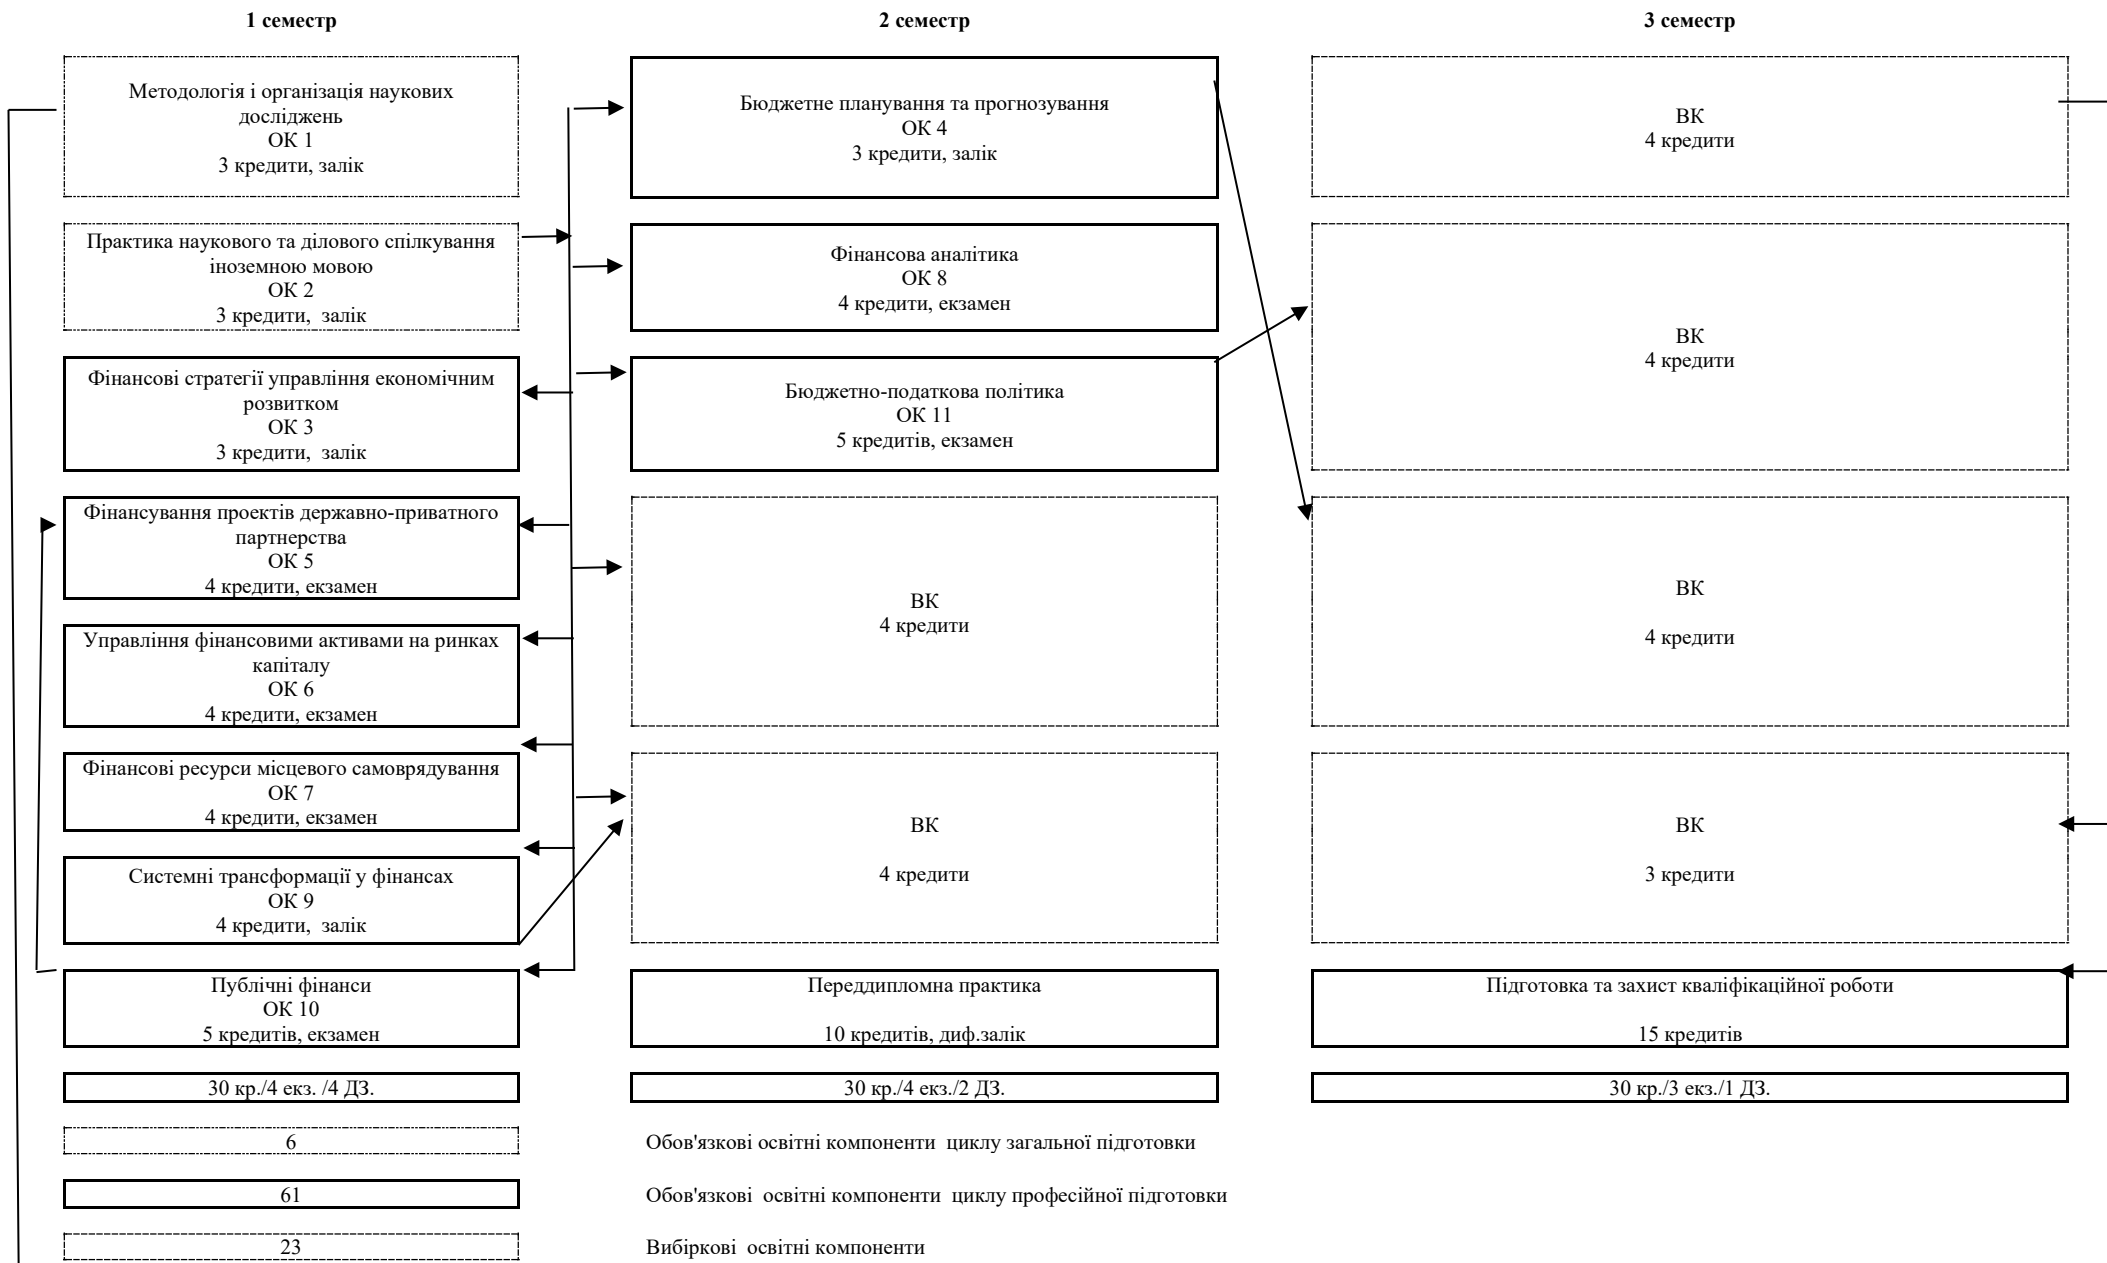 1 семестр
2 семестр
3 семестр
Методологія і організація наукових
досліджень
ОК 1
3 кредити, залік
Бюджетне планування та прогнозування
ОК 4
3 кредити, залік
ВК
4 кредити
Практика наукового та ділового спілкування
іноземною мовою
ОК 2
3 кредити, залік
Фінансова аналітика
ОК 8
4 кредити, екзамен
ВК
4 кредити
Фінансові стратегії управління економічним
розвитком
ОК 3
3 кредити, залік
Бюджетно-податкова політика
ОК 11
5 кредитів, екзамен
Фінансування проектів державно-приватного
партнерства
ОК 5
4 кредити, екзамен
ВК
4 кредити
ВК
4 кредити
Управління фінансовими активами на ринках
капіталу
ОК 6
4 кредити, екзамен
Фінансові ресурси місцевого самоврядування
ОК 7
4 кредити, екзамен
ВК
4 кредити
ВК
3 кредити
Системні трансформації у фінансах
ОК 9
4 кредити, залік
Публічні фінанси
ОК 10
5 кредитів, екзамен
Переддипломна практика
10 кредитів, диф.залік
Підготовка та захист кваліфікаційної роботи
15 кредитів
30 кр./4 екз. /4 ДЗ.
30 кр./4 екз./2 ДЗ.
30 кр./3 екз./1 ДЗ.
6
Обов'язкові освітні компоненти циклу загальної підготовки
61
Обов'язкові освітні компоненти циклу професійної підготовки
23
Вибіркові освітні компоненти